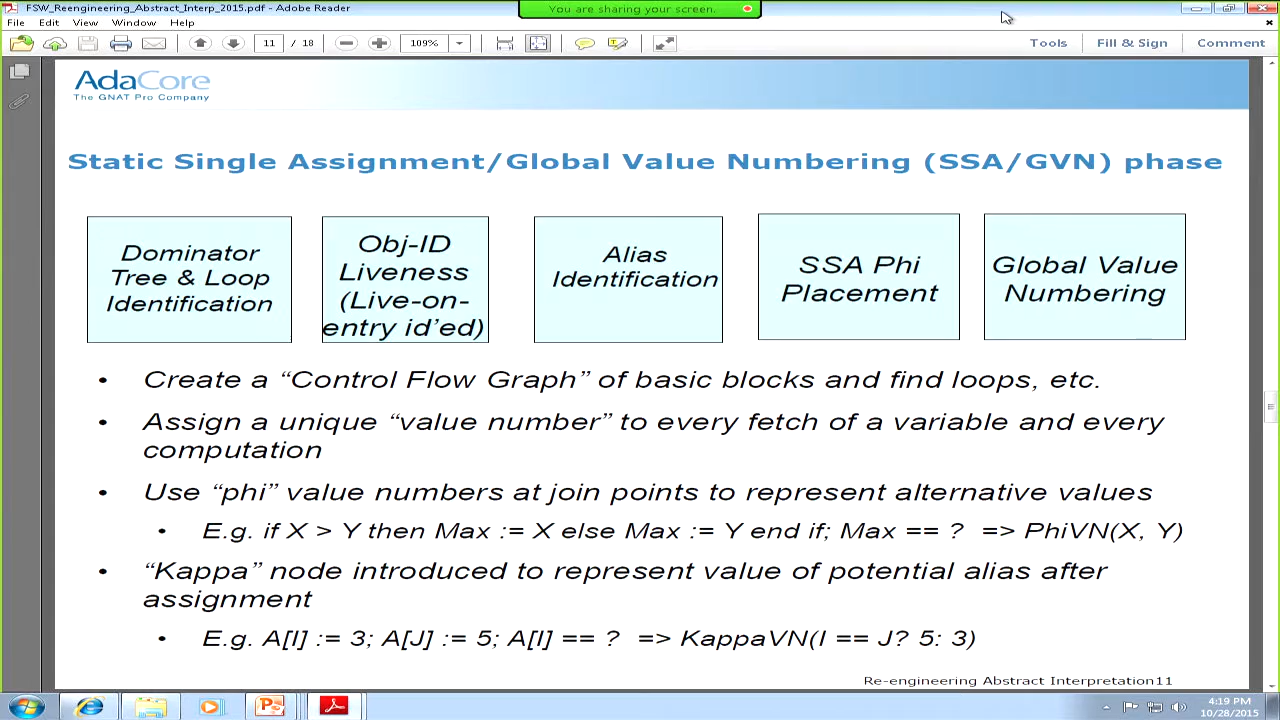 FSW_Reengineering_Abstract_Interp_2015.pdf - Adobe Reader
You are sharing your screen.
File Edit View Window Help
11 / 18 109% Tools Fill & Sign Comment
AdaCore
The GNAT Pro Company
Static Single Assignment/Global Value Numbering (SSA/GVN) phase
Dominator
Tree & Loop
Identification
Obj-ID
Liveness
(Live-on-
entry id’ed)
Alias
Identification
SSA Phi
Placement
Global Value
Numbering
• Create a “Control Flow Graph” of basic blocks and find loops, etc.
• Assign a unique “value number” to every fetch of a variable and every
computation
• Use “phi” value numbers at join points to represent alternative values
• E.g. if X > Y then Max := X else Max := Y end if; Max == ? => PhiVN(X, Y)
• “Kappa” node introduced to represent value of potential alias after
assignment
• E.g. A[I] := 3; A[J] := 5; A[I] == ? => KappaVN(I == J? 5: 3)
Re-engineering Abstract Interpretation11
4:19 PM
10/28/2015